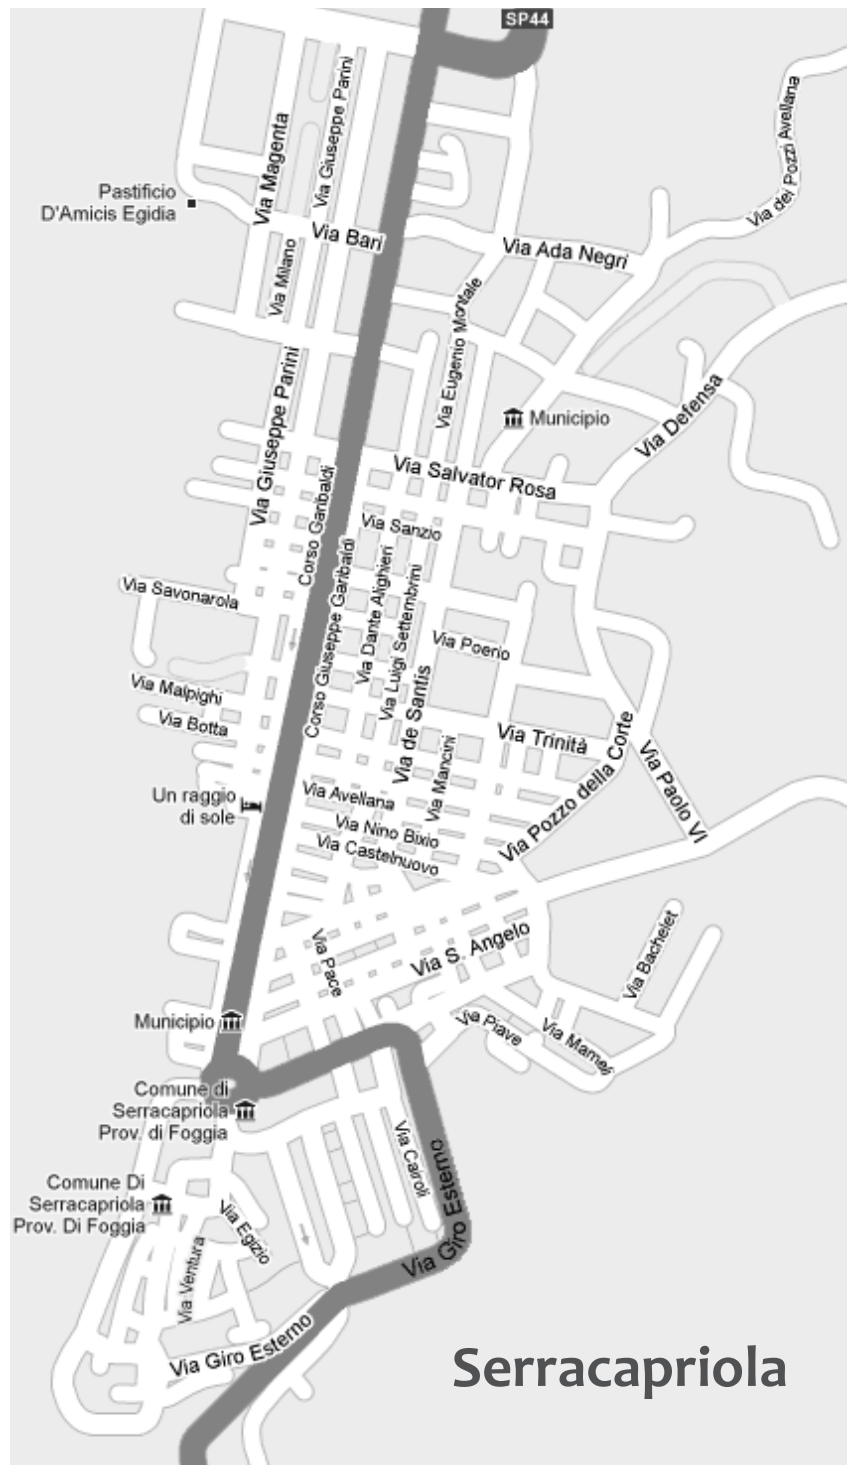 SP44
Via dei Pozzi Avellana
Via Giuseppe Parini
Via Magenta
Pastificio
D'Amicis Egidia
Via Bari
Via Ada Negri
Via Milano
Via Eugenio Montale
Via Giuseppe Parini
Municipio
Via Defensa
Via Salvator Rosa
Corso Garibaldi
Via Sanzio
Corso Giuseppe Garibaldi
Via Dante Alighieri
Via Luigi Settembrini
Via Savonarola
Via Poerio
Via Malpighi
Via Botta
Via de Santis
Via Trinità
Via Mancini
Via Pozzo della Corte
Via Paolo VI
Un raggio
di sole
Via Avellana
Via Nino Bixio
Via Castelnuovo
Via Pace
Via S. Angelo
Via Bachelet
Municipio
Via Piave
Via Mameli
Comune di
Serracapriola
Prov. di Foggia
Via Cairoli
Via Giro Esterno
Comune Di
Serracapriola
Prov. Di Foggia
Via Egizio
Via Ventura
Via Giro Esterno
Serracapriola